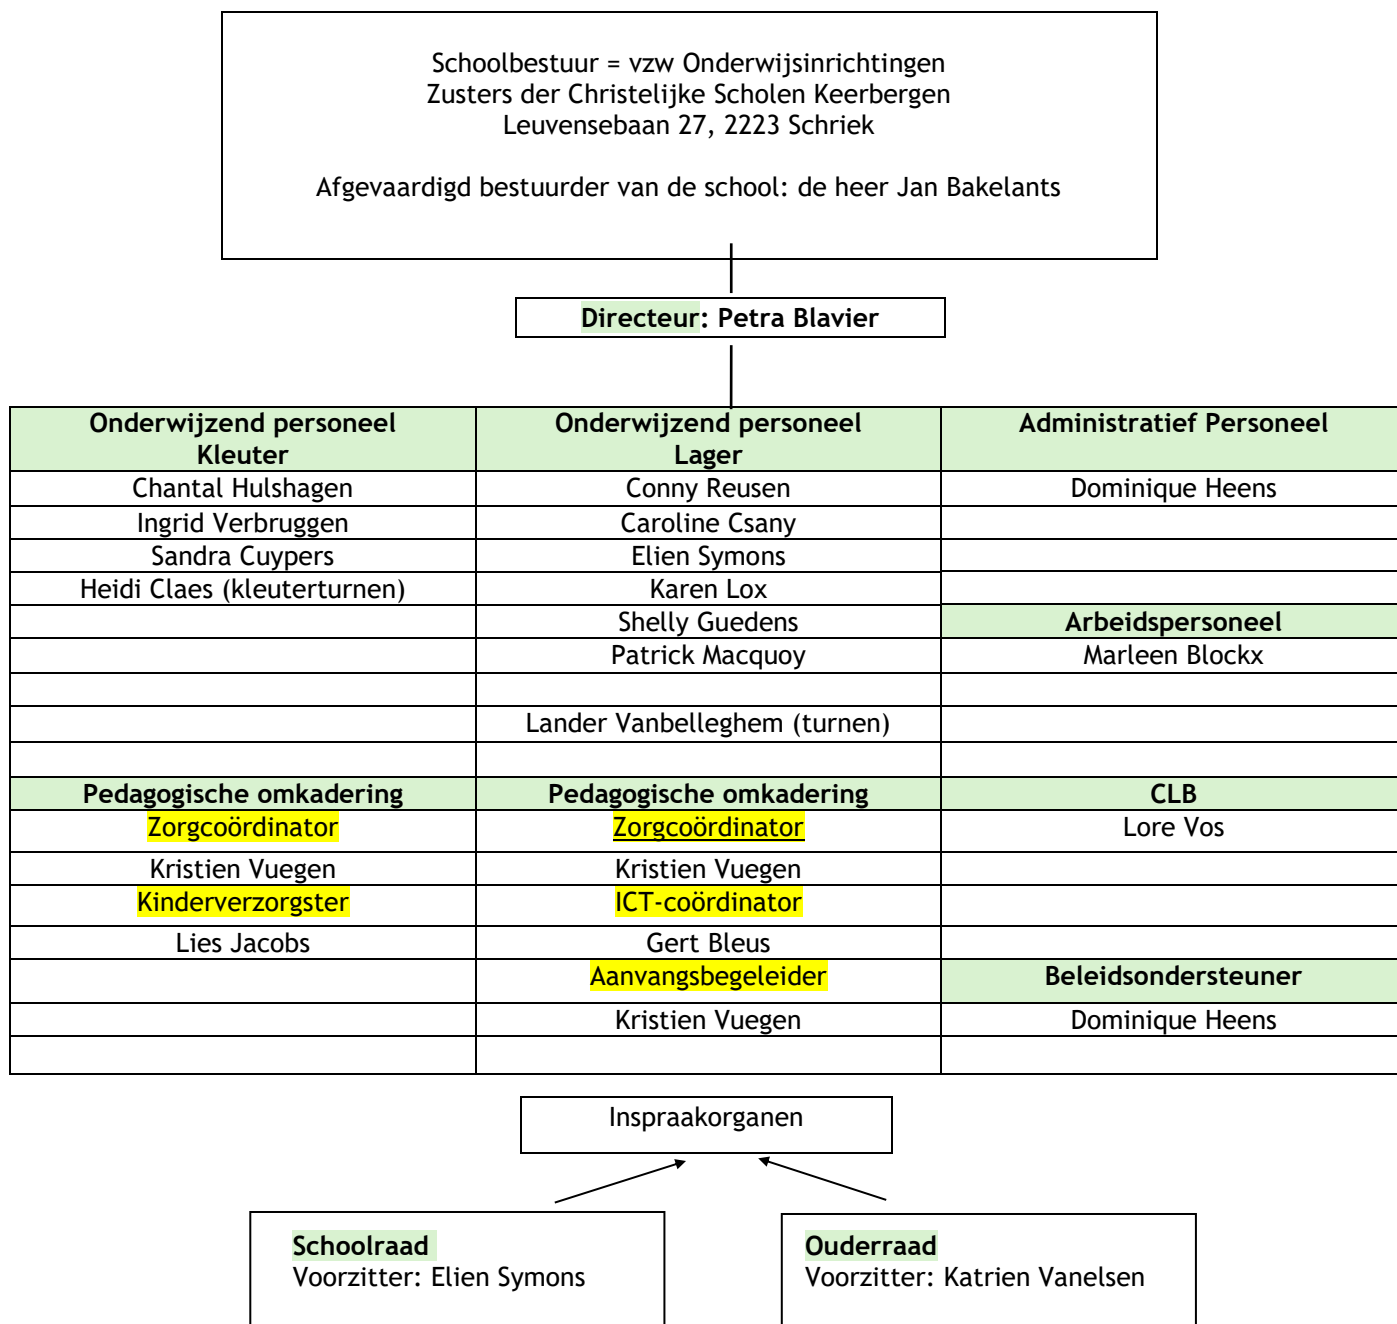 Schoolbestuur = vzw Onderwijsinrichtingen
Zusters der Christelijke Scholen Keerbergen
Leuvensebaan 27, 2223 Schriek
Afgevaardigd bestuurder van de school: de heer Jan Bakelants
Directeur: Petra Blavier
Onderwijzend personeel Kleuter
Onderwijzend personeel Lager
Administratief Personeel
Chantal Hulshagen
Conny Reusen
Dominique Heens
Ingrid Verbruggen
Caroline Csany
Sandra Cuypers
Elien Symons
Heidi Claes (kleuterturnen)
Karen Lox
Shelly Guedens
Arbeidspersoneel
Patrick Macquoy
Marleen Blockx
Lander Vanbelleghem (turnen)
Pedagogische omkadering
Pedagogische omkadering
CLB
Zorgcoördinator
Zorgcoördinator
Lore Vos
Kristien Vuegen
Kristien Vuegen
Kinderverzorgster
ICT-coördinator
Lies Jacobs
Gert Bleus
Aanvangsbegeleider
Beleidsondersteuner
Kristien Vuegen
Dominique Heens
Inspraakorganen
Schoolraad
Voorzitter: Elien Symons
Ouderraad
Voorzitter: Katrien Vanelsen